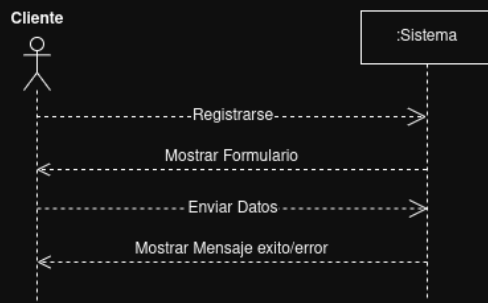 Cliente
:Sistema
Registrarse
Mostrar Formulario
Enviar Datos
Mostrar Mensaje exito/error